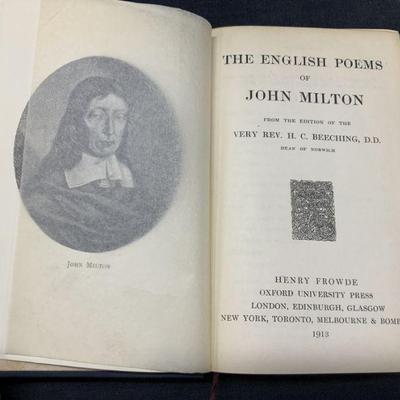 JOHN MILTON
THE ENGLISH POEMS
OF
JOHN MILTON
FROM THE EDITION OF THE
VERY REV. H. C. BEECHING, D.D.
DEAN OF NORWICH
HENRY FROWDE
OXFORD UNIVERSITY PRESS
LONDON, EDINBURGH, GLASGOW
NEW YORK, TORONTO, MELBOURNE & BOMB
1913